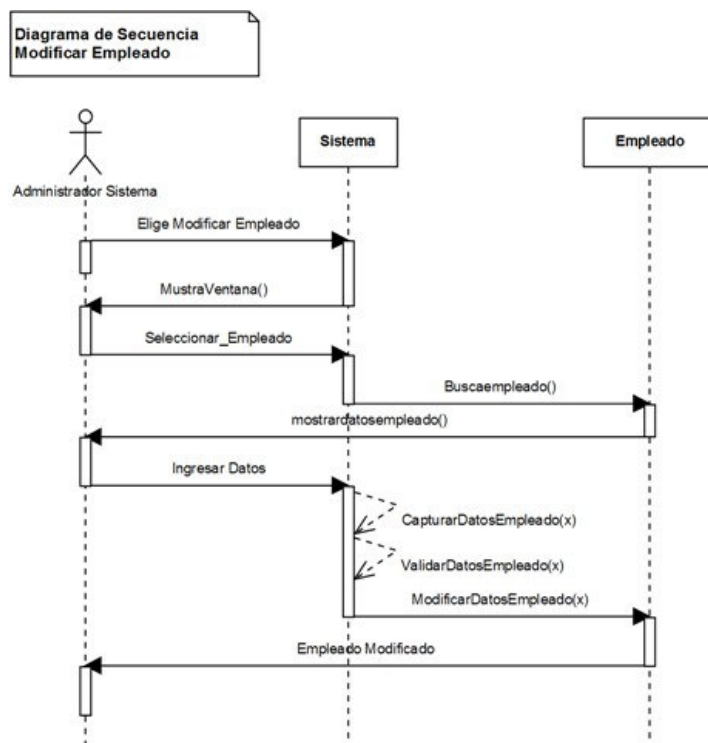 Diagrama de Secuencia
Modificar Empleado
Sistema
Empleado
Administrador Sistema
Elige Modificar Empleado
MustraVentana()
Seleccionar_Empleado
Buscaempleado()
mostrardatosempleado()
Ingresar Datos
CapturarDatosEmpleado(x)
ValidarDatosEmpleado(x)
ModificarDatosEmpleado(x)
Empleado Modificado